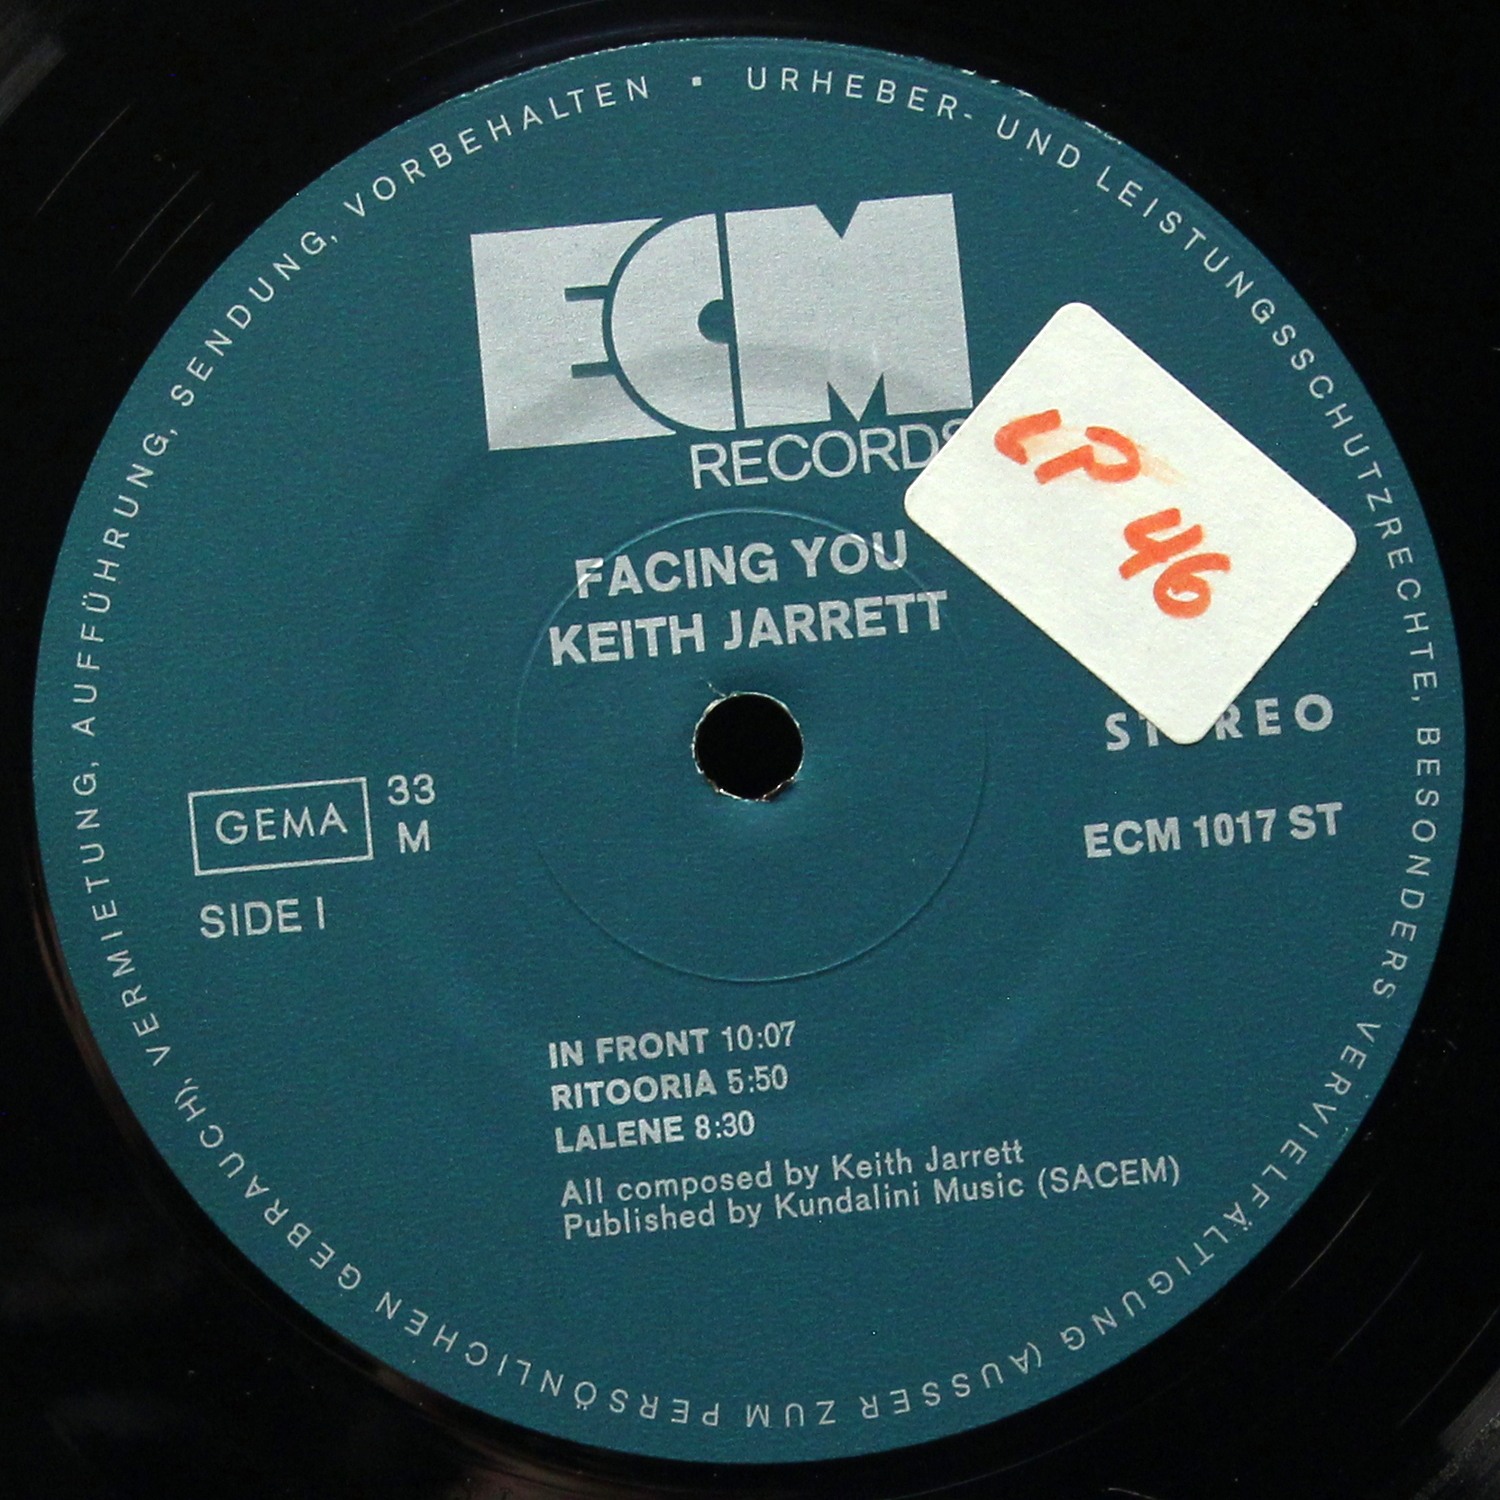 URHEBER- UND LEISTUNGSSCHUTZRECHTE, BESONDERS VERVIELFÄLTIGUNG (AUSSER ZUM PERSÖNLICHEN GEBRAUCH), VERMIETUNG, AUFFÜHRUNG, SENDUNG, VORBEHALTEN •
ECM
RECORDS
LP
46
FACING YOU
KEITH JARRETT
STEREO
GEMA
33
M
ECM 1017 ST
SIDE I
IN FRONT 10:07
RITOORIA 5:50
LALENE 8:30
All composed by Keith Jarrett
Published by Kundalini Music (SACEM)